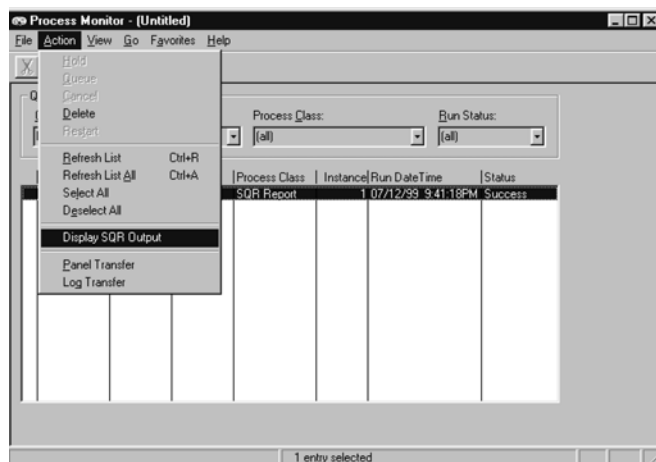 Process Monitor - (Untitled)
File Action View Go Favorites Help
Hold
Queue
Cancel
Delete
Restart
Refresh List Ctrl+R
Refresh List All Ctrl+A
Select All
Deselect All
Display SQR Output
Panel Transfer
Log Transfer
Process Class: Run Status:
(all) (all)
Process Class Instance Run DateTime Status
SQR Report 1 07/12/99 9:41:18PM Success
1 entry selected